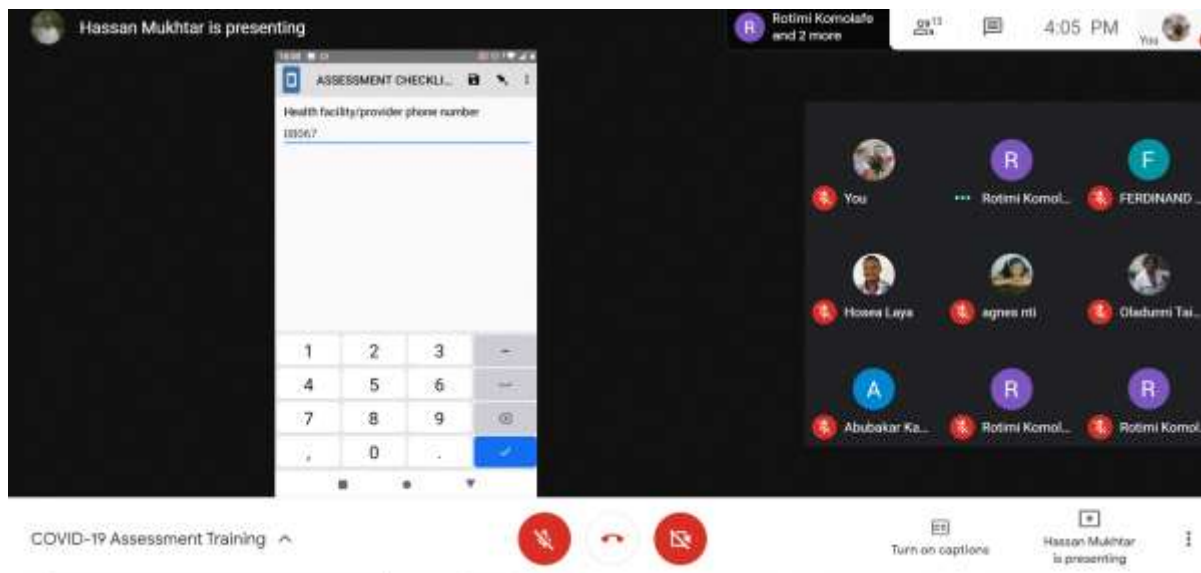 Hassan Mukhtar is presenting
R
Rotimi Komolafe
and 2 more
13
4:05 PM
You
ASSESSMENT CHECKLI...
Health facility/provider phone number
1 2 3 -
4 5 6
7 8 9
, 0 .
You
R
Rotimi Komol...
F
FERDINAND ...
Hosea Laya
agnes nti
Oladunni Tai...
A
Abubakar Ka...
R
Rotimi Komol...
R
Rotimi Komol
COVID-19 Assessment Training
CC
Turn on captions
Hassan Mukhtar
is presenting